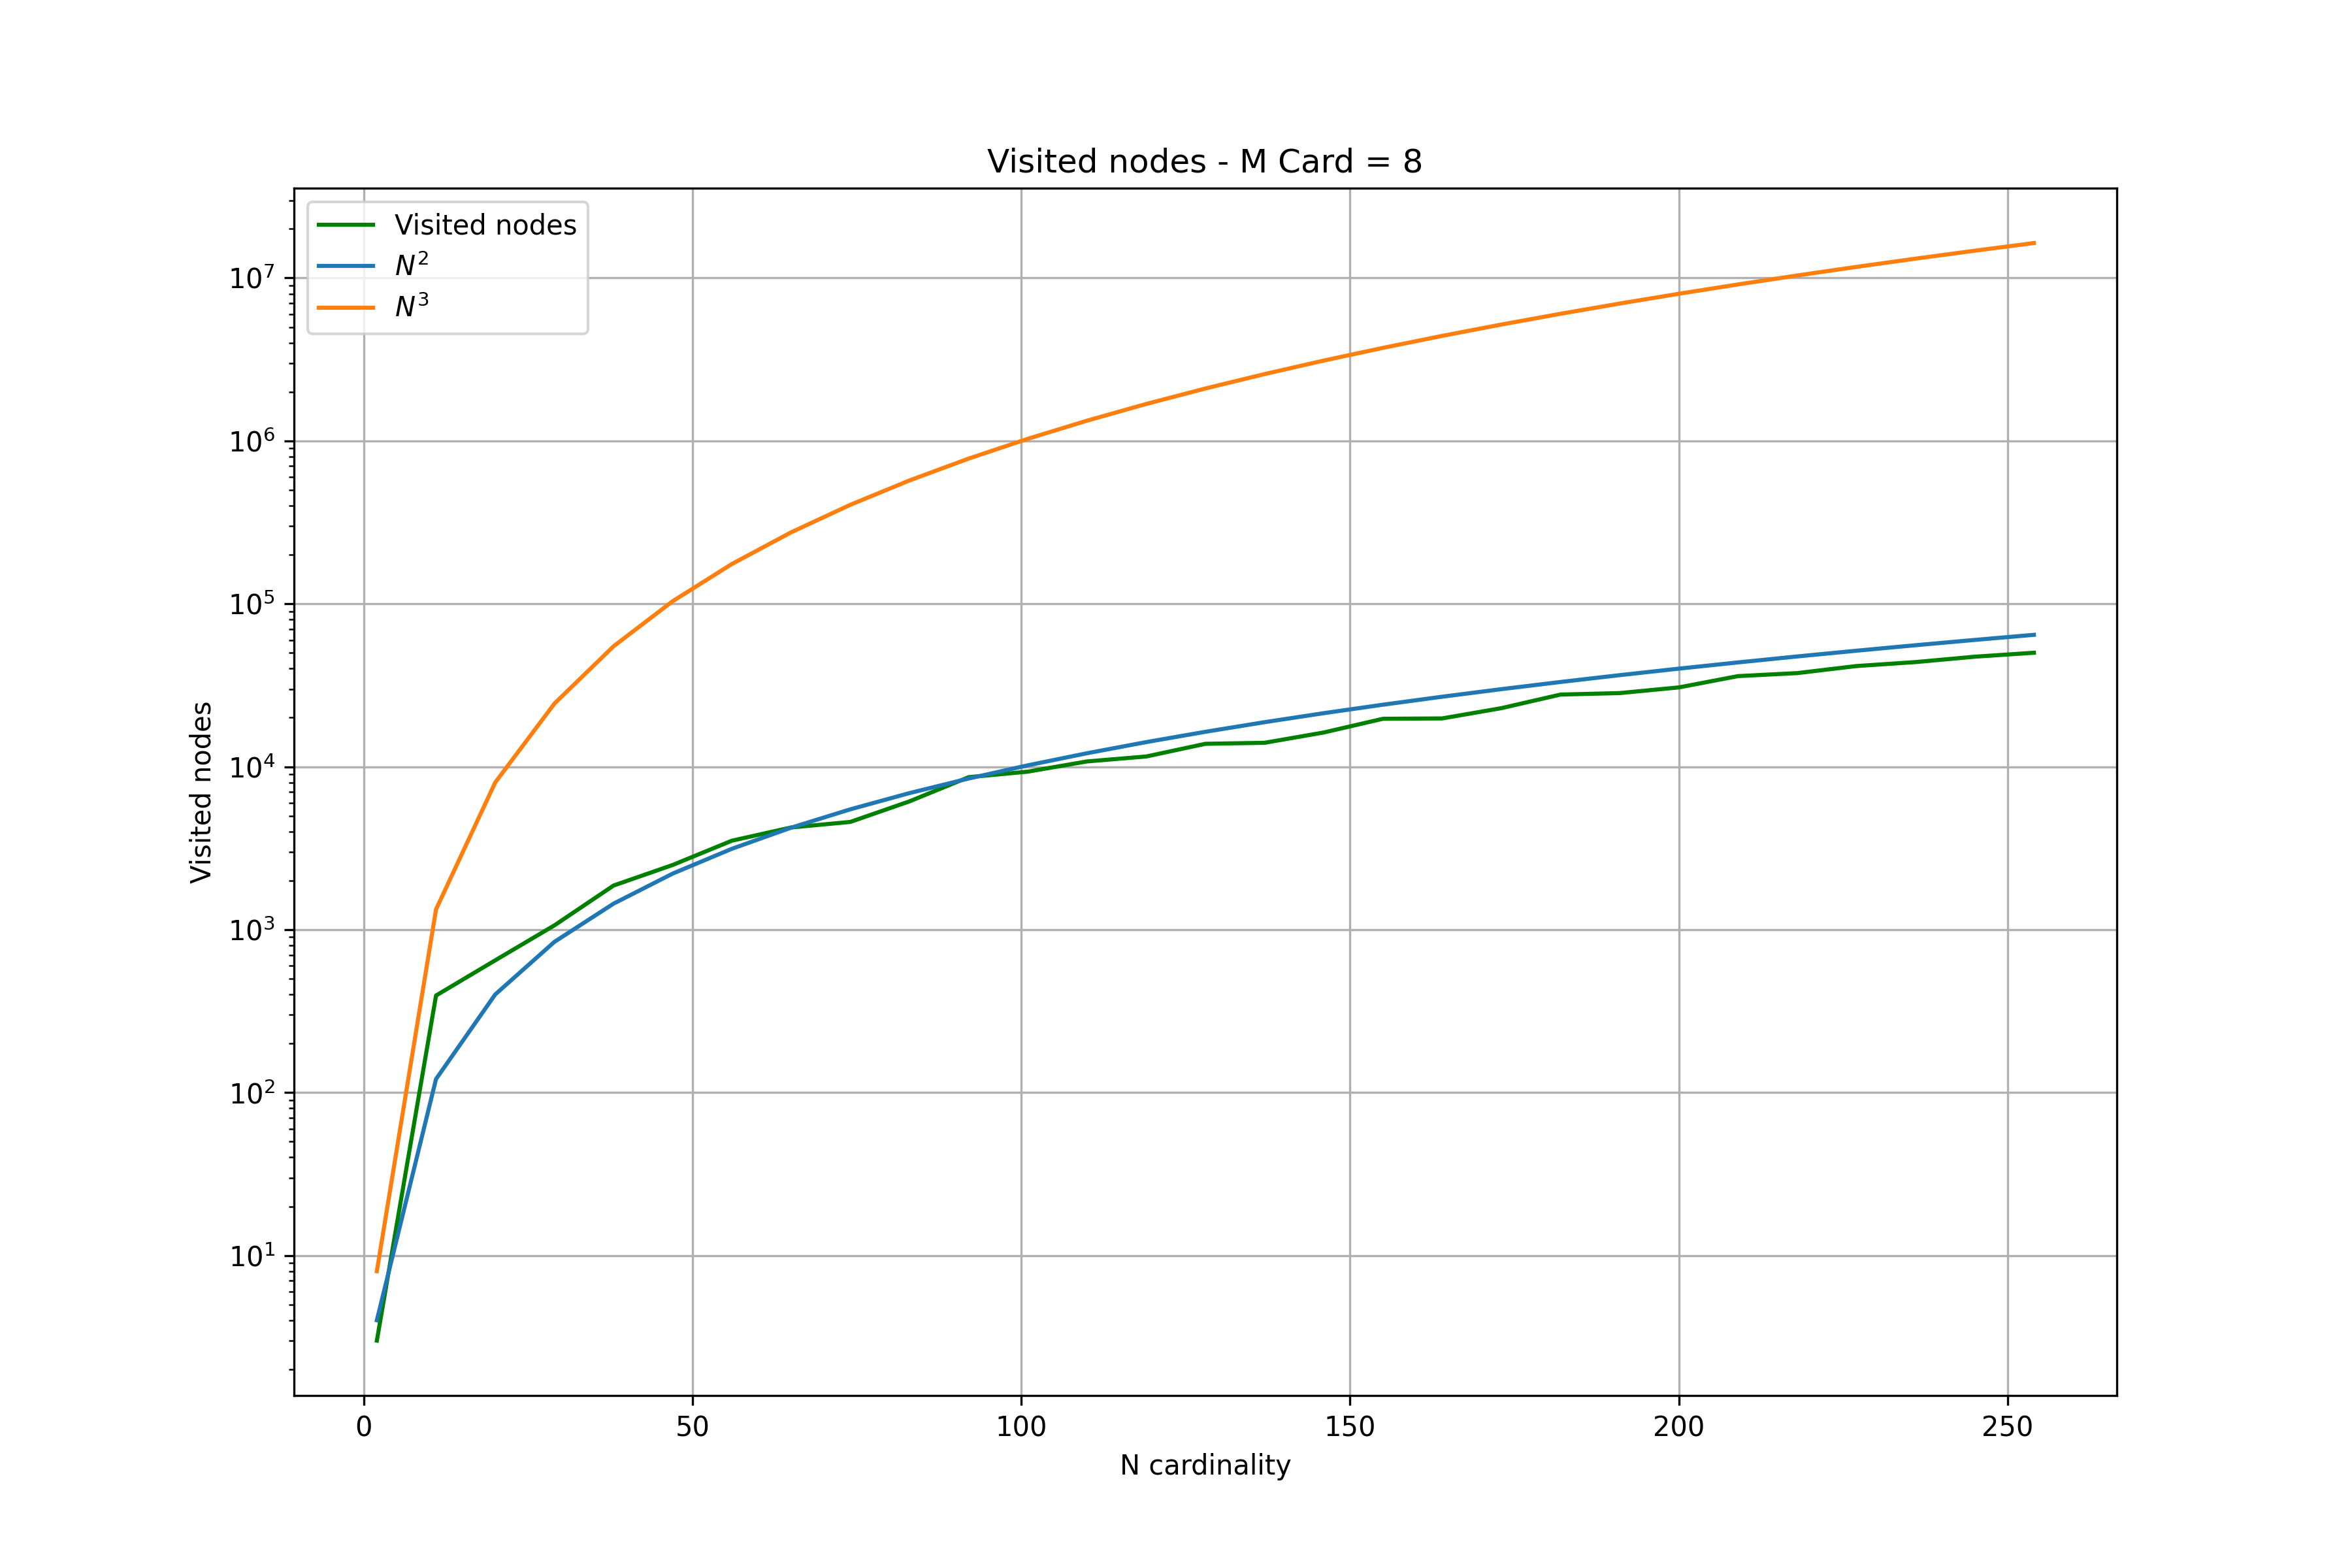 Visited nodes - M Card = 8
Visited nodes
N²
N³
10⁷
10⁶
10⁵
10⁴
10³
10²
10¹
Visited nodes
0 50 100 150 200 250
N cardinality